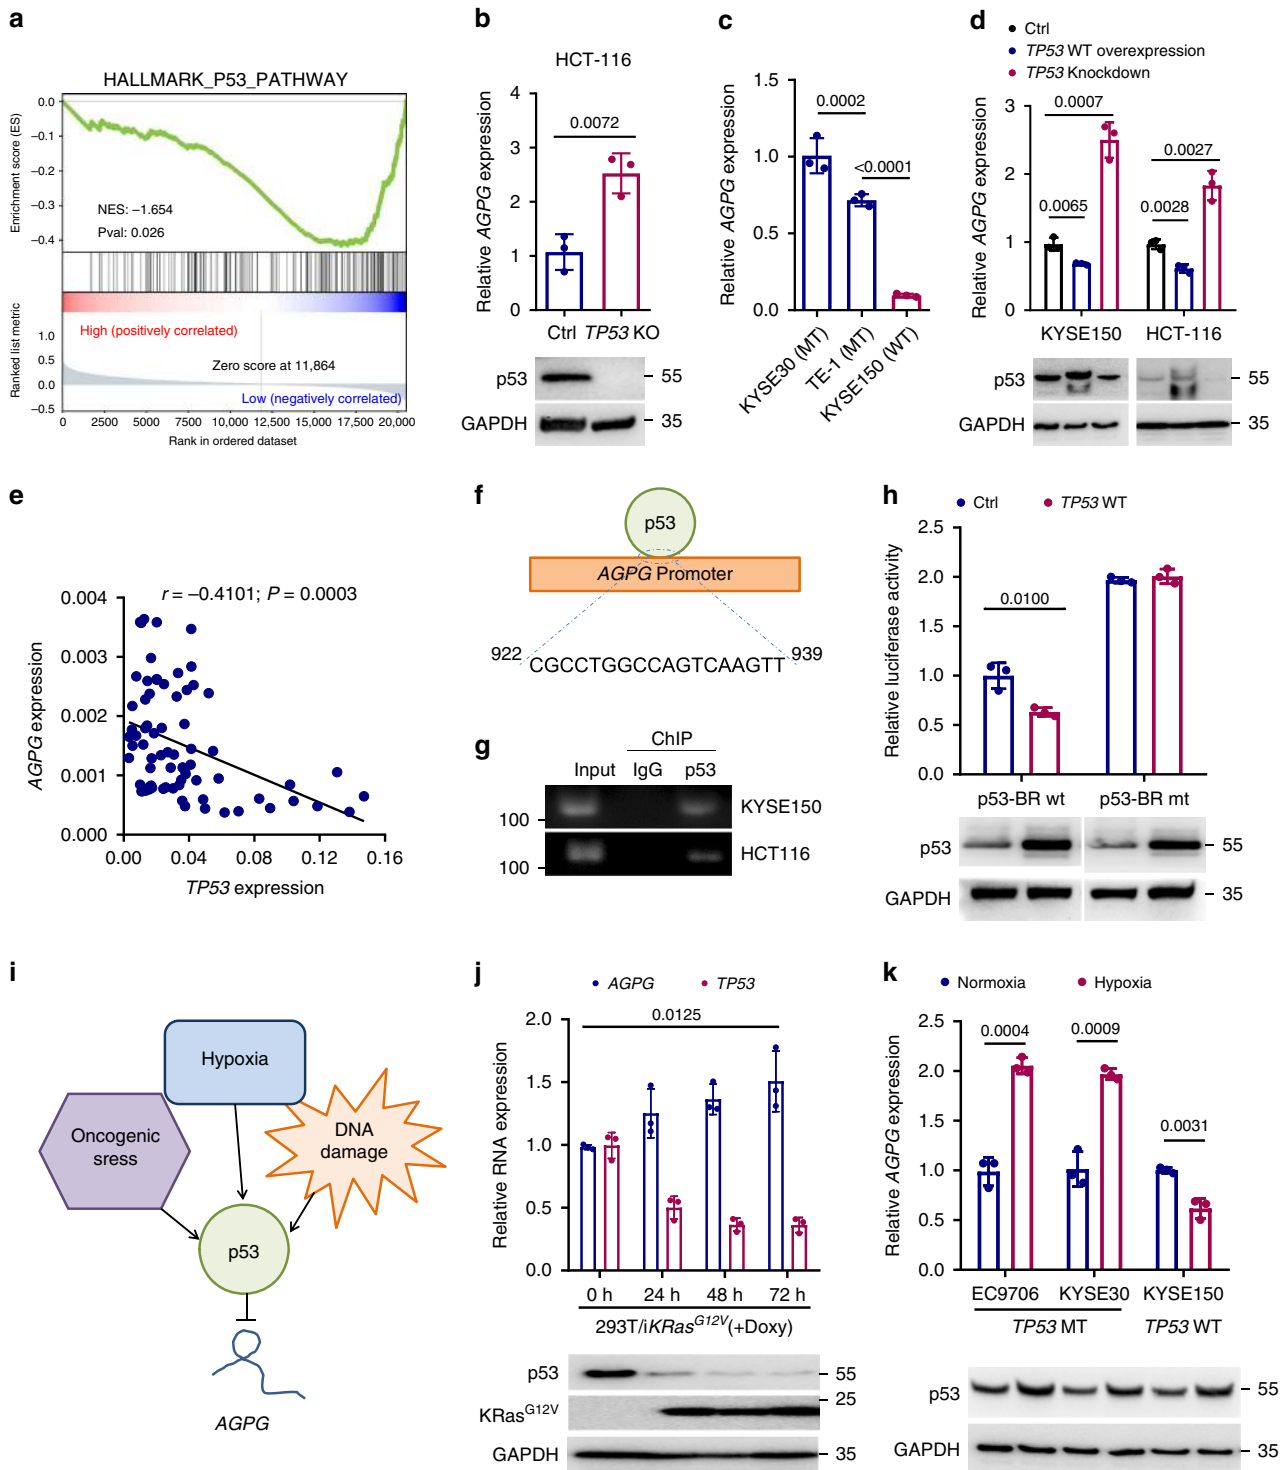 a
HALLMARK_P53_PATHWAY
Enrichment score (ES)
0.0
–0.1
–0.2
–0.3
–0.4
NES: –1.654
Pval: 0.026
Ranked list metric
1.0
0.5
0.0
–0.5
High (positively correlated)
Zero score at 11,864
Low (negatively correlated)
0 2500 5000 7500 10,000 12,500 15,000 17,500 20,000
Rank in ordered dataset
b
HCT-116
Relative AGPG expression
4
3
2
1
0
0.0072
Ctrl TP53 KO
p53 55
GAPDH 35
c
Relative AGPG expression
1.5
1.0
0.5
0.0
0.0002
<0.0001
KYSE30 (MT)
TE-1 (MT)
KYSE150 (WT)
d
Ctrl
TP53 WT overexpression
TP53 Knockdown
Relative AGPG expression
3
2
1
0
0.0007
0.0065
0.0027
0.0028
KYSE150 HCT-116
p53 55
GAPDH 35
e
r = –0.4101; P = 0.0003
AGPG expression
0.004
0.003
0.002
0.001
0.000
0.00 0.04 0.08 0.12 0.16
TP53 expression
f
p53
AGPG Promoter
922 CGCCTGGCCAGTCAAGTT 939
g
ChIP
Input IgG p53
100 KYSE150
100 HCT116
h
Ctrl TP53 WT
Relative luciferase activity
2.5
2.0
1.5
1.0
0.5
0.0
0.0100
p53-BR wt p53-BR mt
p53 55
GAPDH 35
i
Hypoxia
Oncogenic
sress
DNA
damage
p53
AGPG
j
AGPG TP53
Relative RNA expression
2.0
1.5
1.0
0.5
0.0
0.0125
0 h 24 h 48 h 72 h
293T/iKRasG12V(+Doxy)
p53 55
25
KRasG12V
GAPDH 35
k
Normoxia Hypoxia
Relative AGPG expression
2.5
2.0
1.5
1.0
0.5
0.0
0.0004
0.0009
0.0031
EC9706 KYSE30 KYSE150
TP53 MT TP53 WT
p53 55
GAPDH 35